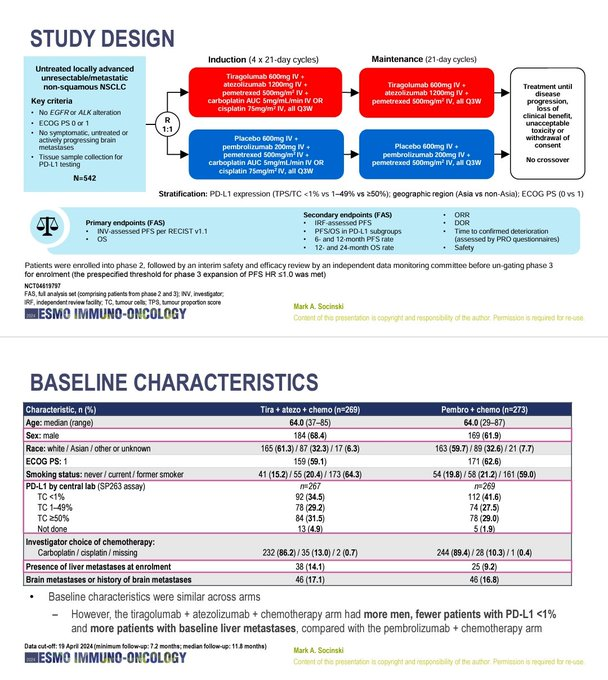 STUDY DESIGN
Untreated locally advanced
unresectable/metastatic
non-squamous NSCLC
Key criteria
• No EGFR or ALK alteration
• ECOG PS 0 or 1
• No symptomatic, untreated or
actively progressing brain
metastases
• Tissue sample collection for
PD-L1 testing
N=542
R
1:1
Induction (4 x 21-day cycles)
Tiragolumab 600mg IV +
atezolizumab 1200mg IV +
pemetrexed 500mg/m² IV +
carboplatin AUC 5mg/mL/min IV OR
cisplatin 75mg/m² IV, all Q3W
Placebo 600mg IV +
pembrolizumab 200mg IV +
pemetrexed 500mg/m² IV +
carboplatin AUC 5mg/mL/min IV OR
cisplatin 75mg/m² IV, all Q3W
Maintenance (21-day cycles)
Tiragolumab 600mg IV +
atezolizumab 1200mg IV +
pemetrexed 500mg/m² IV, all Q3W
Placebo 600mg IV +
pembrolizumab 200mg IV +
pemetrexed 500mg/m² IV, all Q3W
Treatment until
disease
progression,
loss of
clinical benefit,
unacceptable
toxicity or
withdrawal of
consent
No crossover
Stratification: PD-L1 expression (TPS/TC <1% vs 1–49% vs ≥50%); geographic region (Asia vs non-Asia); ECOG PS (0 vs 1)
Primary endpoints (FAS)
• INV-assessed PFS per RECIST v1.1
• OS
Secondary endpoints (FAS)
• IRF-assessed PFS
• PFS/OS in PD-L1 subgroups
• 6- and 12-month PFS rate
• 12- and 24-month OS rate
• ORR
• DOR
• Time to confirmed deterioration
(assessed by PRO questionnaires)
• Safety
Patients were enrolled into phase 2, followed by an interim safety and efficacy review by an independent data monitoring committee before un-gating phase 3
for enrolment (the prespecified threshold for phase 3 expansion of PFS HR ≤1.0 was met)
NCT04619797
FAS, full analysis set (comprising patients from phase 2 and 3); INV, investigator;
IRF, independent review facility; TC, tumour cells; TPS, tumour proportion score
ESMO IMMUNO-ONCOLOGY
Mark A. Socinski
Content of this presentation is copyright and responsibility of the author. Permission is required for re-use.
BASELINE CHARACTERISTICS
Characteristic, n (%) Tira + atezo + chemo (n=269) Pembro + chemo (n=273)
Age: median (range) 64.0 (37–85) 64.0 (29–87)
Sex: male 184 (68.4) 169 (61.9)
Race: white / Asian / other or unknown 165 (61.3) / 87 (32.3) / 17 (6.3) 163 (59.7) / 89 (32.6) / 21 (7.7)
ECOG PS: 1 159 (59.1) 171 (62.6)
Smoking status: never / current / former smoker 41 (15.2) / 55 (20.4) / 173 (64.3) 54 (19.8) / 58 (21.2) / 161 (59.0)
PD-L1 by central lab (SP263 assay) n=267 n=269
TC <1% 92 (34.5) 112 (41.6)
TC 1–49% 78 (29.2) 74 (27.5)
TC ≥50% 84 (31.5) 78 (29.0)
Not done 13 (4.9) 5 (1.9)
Investigator choice of chemotherapy:
Carboplatin / cisplatin / missing 232 (86.2) / 35 (13.0) / 2 (0.7) 244 (89.4) / 28 (10.3) / 1 (0.4)
Presence of liver metastases at enrolment 38 (14.1) 25 (9.2)
Brain metastases or history of brain metastases 46 (17.1) 46 (16.8)
• Baseline characteristics were similar across arms
– However, the tiragolumab + atezolizumab + chemotherapy arm had more men, fewer patients with PD-L1 <1%
and more patients with baseline liver metastases, compared with the pembrolizumab + chemotherapy arm
Data cut-off: 19 April 2024 (minimum follow-up: 7.2 months; median follow-up: 11.8 months)
ESMO IMMUNO-ONCOLOGY
Mark A. Socinski
Content of this presentation is copyright and responsibility of the author. Permission is required for re-use.